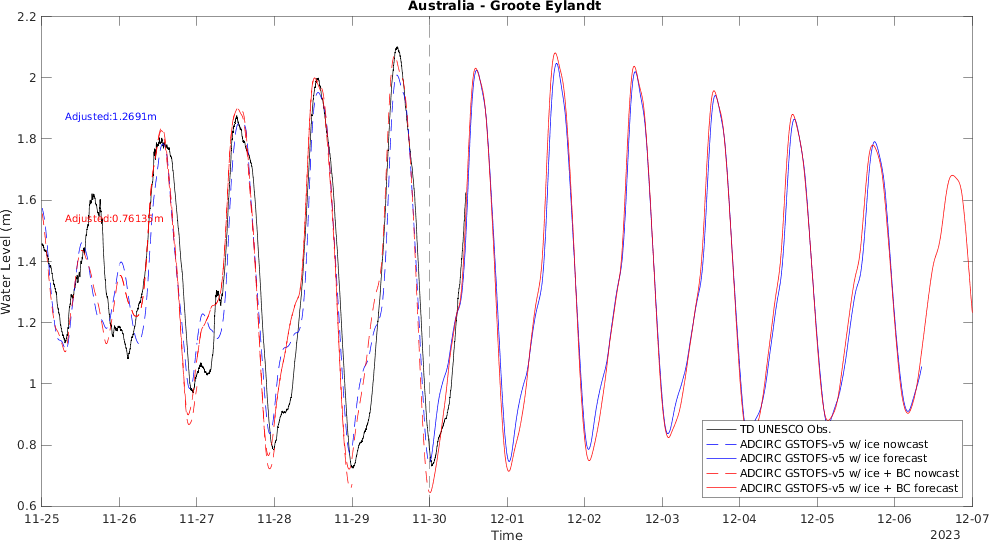 Australia - Groote Eylandt
2.2
2
1.8
1.6
1.4
1.2
1
0.8
0.6
Water Level (m)
Adjusted:1.2691m
Adjusted:0.76135m
TD UNESCO Obs.
ADCIRC GSTOFS-v5 w/ ice nowcast
ADCIRC GSTOFS-v5 w/ ice forecast
ADCIRC GSTOFS-v5 w/ ice + BC nowcast
ADCIRC GSTOFS-v5 w/ ice + BC forecast
11-25 11-26 11-27 11-28 11-29 11-30 12-01 12-02 12-03 12-04 12-05 12-06 12-07
Time
2023